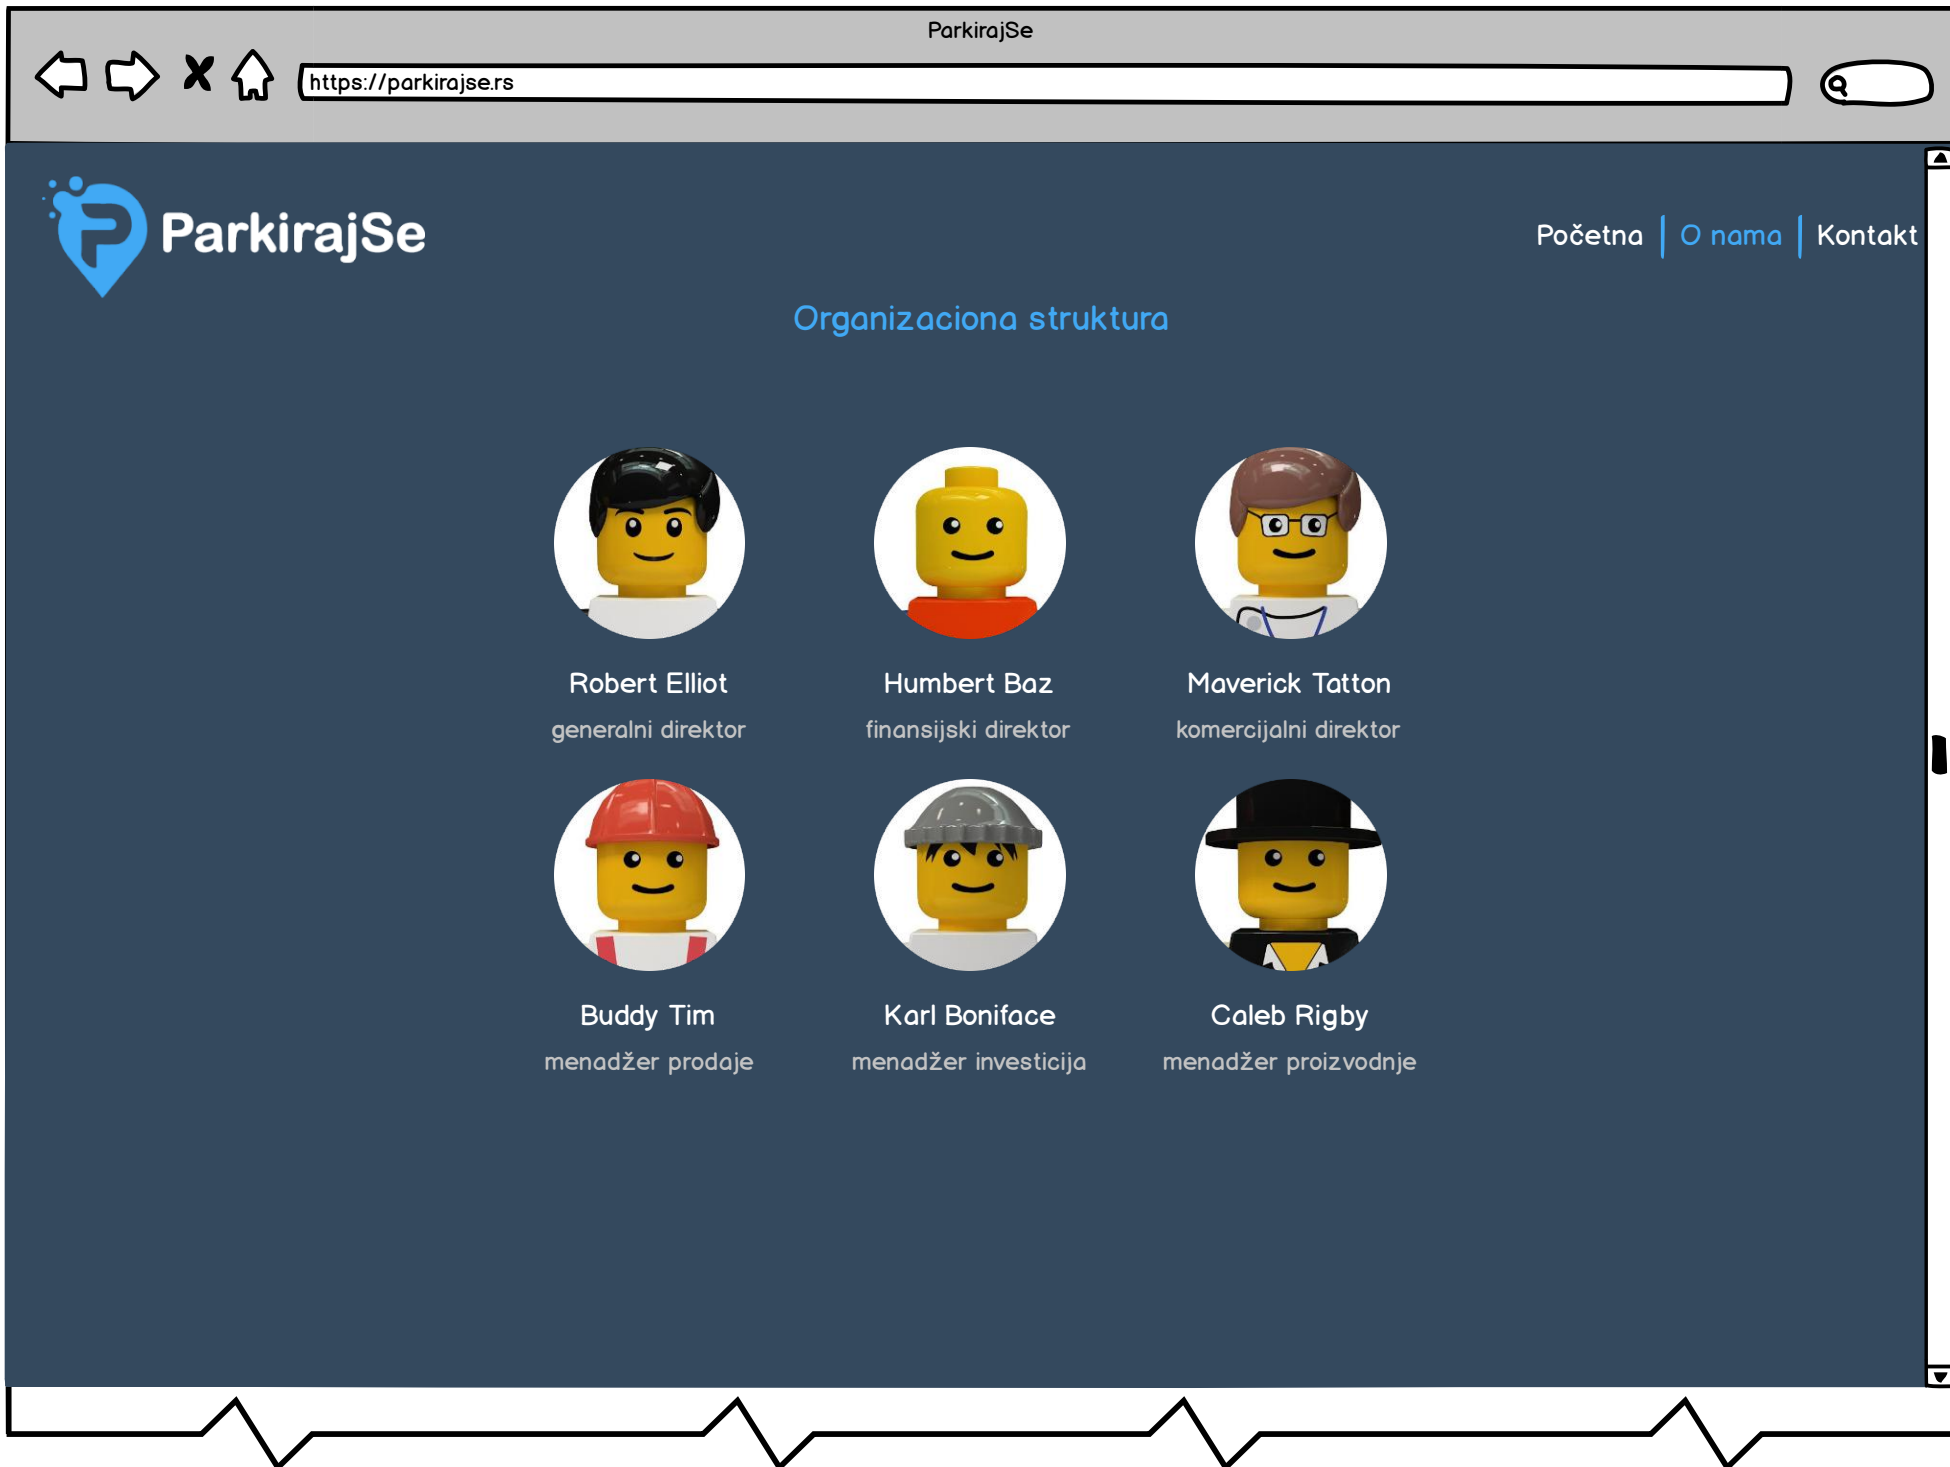 ParkirajSe
https://parkirajse.rs
ParkirajSe
Početna | O nama | Kontakt
Organizaciona struktura
Robert Elliot
Humbert Baz
Maverick Tatton
generalni direktor
finansijski direktor
komercijalni direktor
Buddy Tim
Karl Boniface
Caleb Rigby
menadžer prodaje
menadžer investicija
menadžer proizvodnje